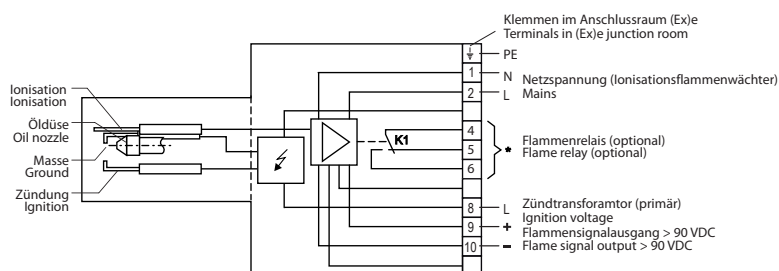 Klemmen im Anschlussraum (Ex)e
Terminals in (Ex)e junction room
PE
1
N
Netzspannung (Ionisationsflammenwächter)
2
L
Mains
Ionisation
Ionisation
Öldüse
Oil nozzle
Masse
Ground
Zündung
Ignition
K1
4
5
6
*
Flammenrelais (optional)
Flame relay (optional)
8
L
Zündtransforamtor (primär)
Ignition voltage
9
+
Flammensignalausgang > 90 VDC
10
–
Flame signal output > 90 VDC